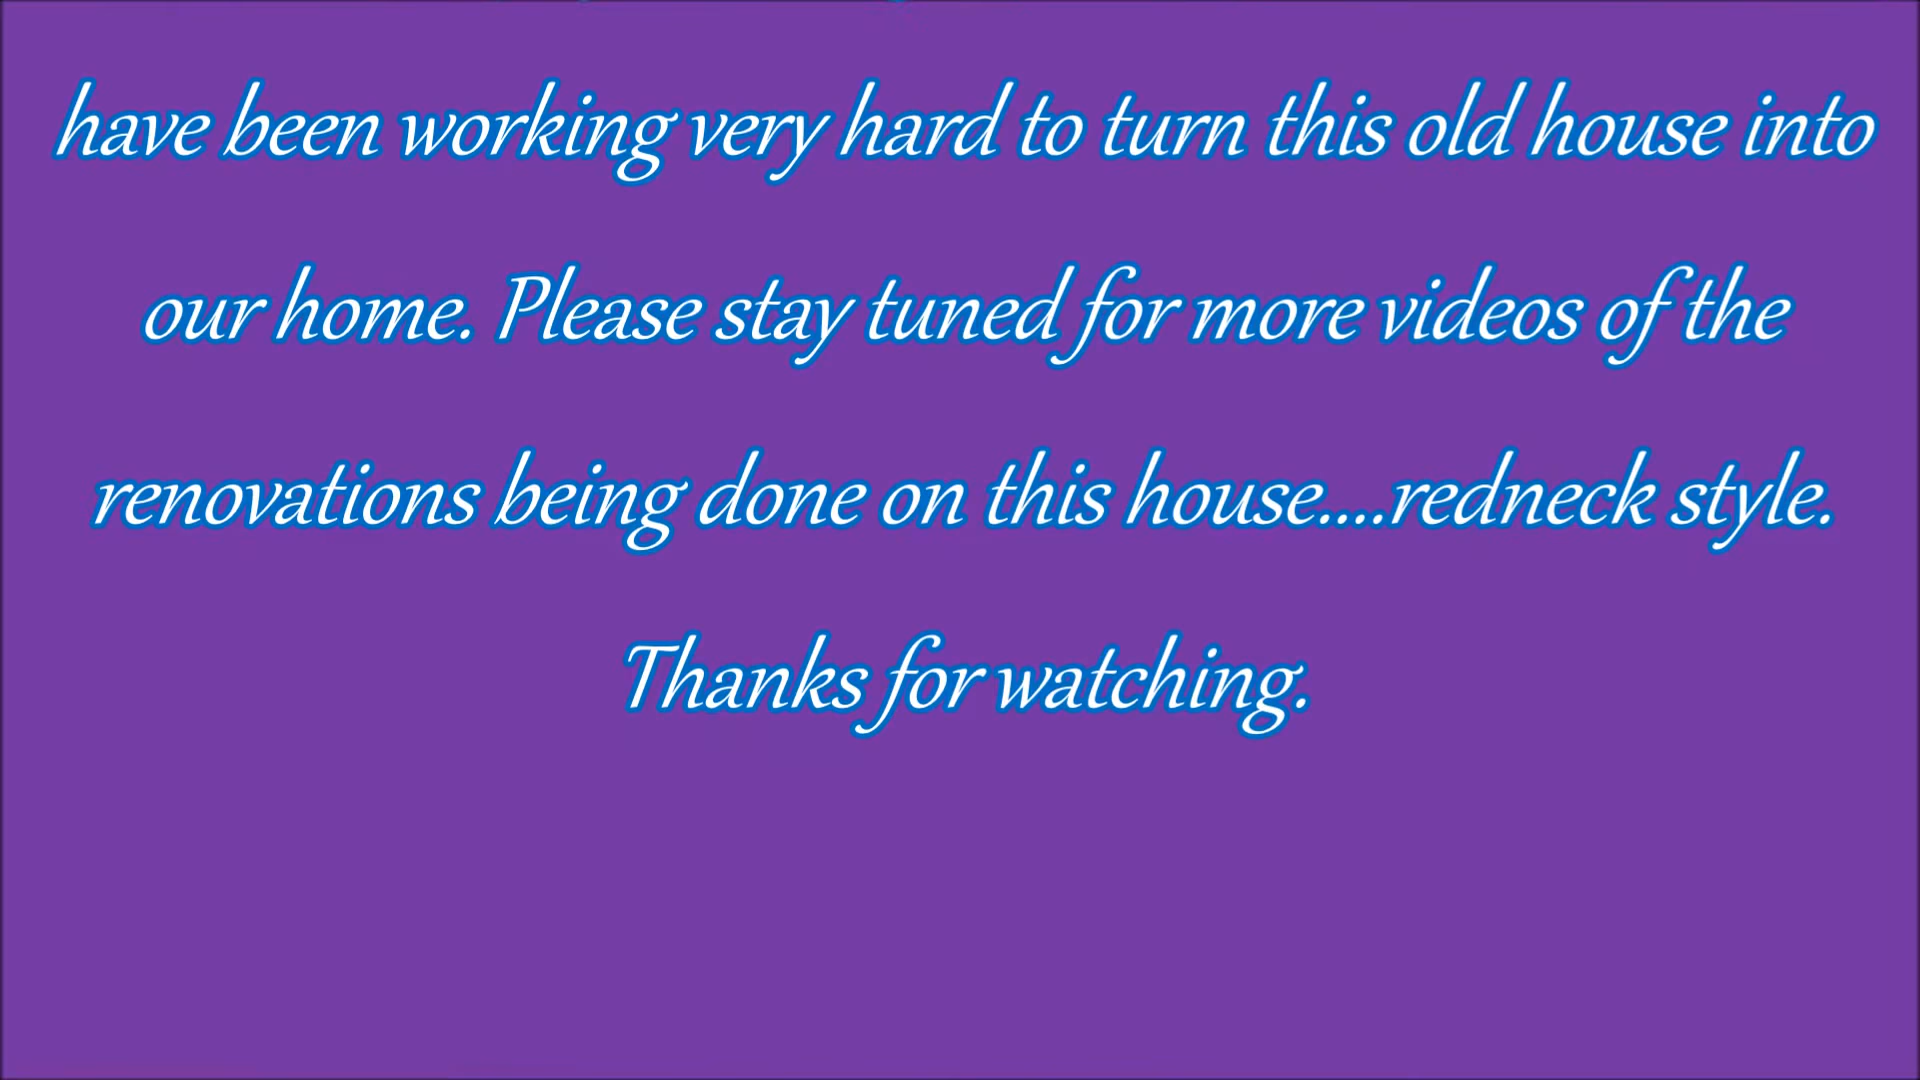 have been working very hard to turn this old house into
our home. Please stay tuned for more videos of the
renovations being done on this house....redneck style.
Thanks for watching.